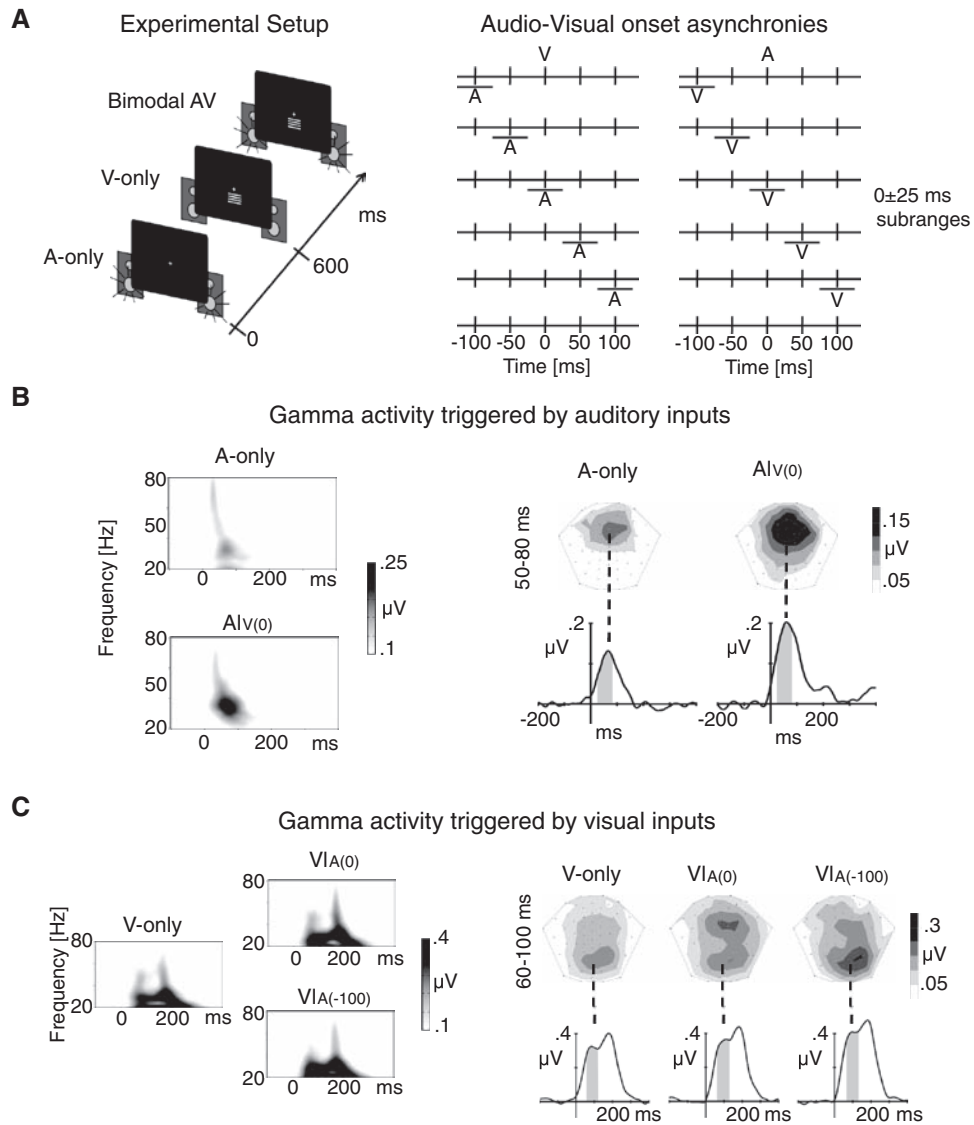 A
Experimental Setup
Audio-Visual onset asynchronies
Bimodal AV
V-only
A-only
ms
600
0
V
A
A
A
A
A
-100 -50 0 50 100
Time [ms]
A
V
V
V
V
V
-100 -50 0 50 100
Time [ms]
0±25 ms
subranges
B
Gamma activity triggered by auditory inputs
A-only
80
50
20
0 200 ms
Frequency [Hz]
AIV(0)
80
50
20
0 200 ms
.25
µV
.1
A-only
AIV(0)
50-80 ms
.15
µV
.05
.2
µV
-200
ms
.2
µV
-200
200
ms
C
Gamma activity triggered by visual inputs
V-only
Frequency [Hz]
80
20
0 200 ms
VIA(0)
80
20
0 200 ms
VIA(-100)
80
20
0 200 ms
.4
µV
.1
V-only
VIA(0)
VIA(-100)
60-100 ms
.3
µV
.05
.4
µV
200 ms
.4
µV
200 ms
.4
µV
200 ms